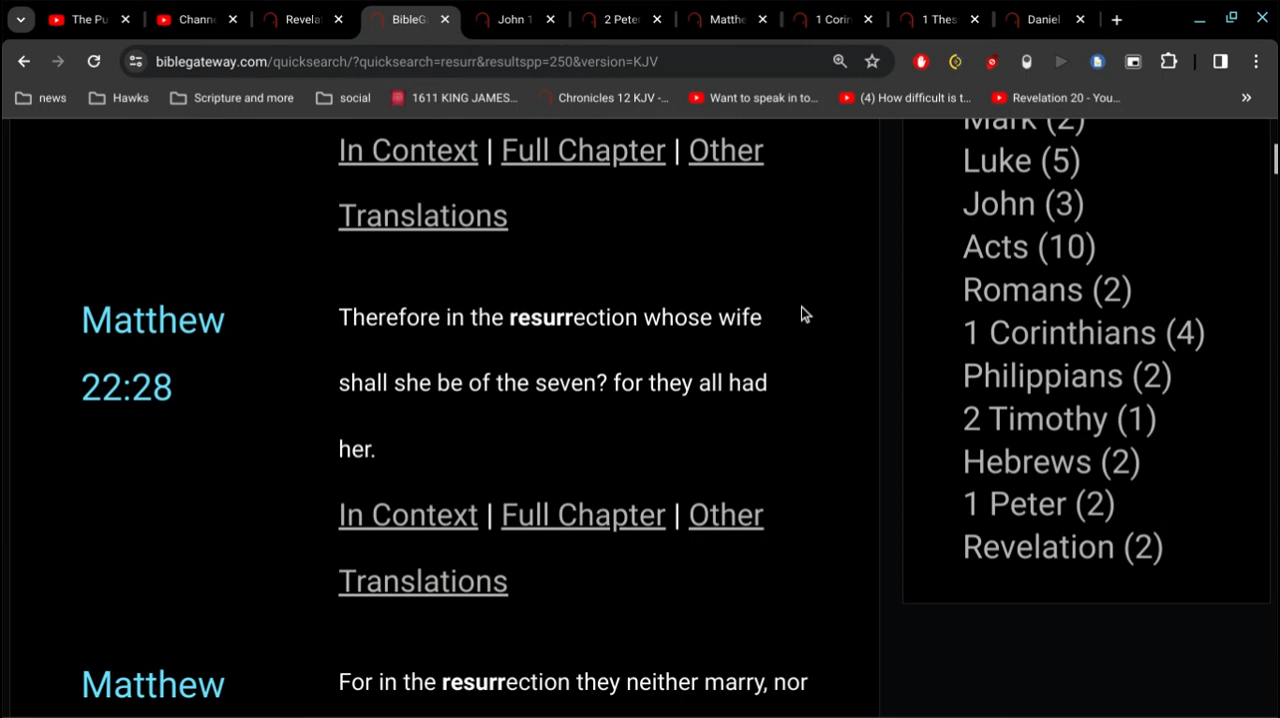 The Pu
Chann
Revela
BibleG
John 1
2 Peter
Matthe
1 Corin
1 Thes
Daniel
biblegateway.com/quicksearch/?quicksearch=resurr&resultspp=250&version=KJV
news
Hawks
Scripture and more
social
1611 KING JAMES...
Chronicles 12 KJV -...
Want to speak in to...
(4) How difficult is t...
Revelation 20 - You...
»
In Context | Full Chapter | Other
Translations
Matthew
22:28
Therefore in the resurrection whose wife
shall she be of the seven? for they all had
her.
In Context | Full Chapter | Other
Translations
Matthew
For in the resurrection they neither marry, nor
Mark (2)
Luke (5)
John (3)
Acts (10)
Romans (2)
1 Corinthians (4)
Philippians (2)
2 Timothy (1)
Hebrews (2)
1 Peter (2)
Revelation (2)